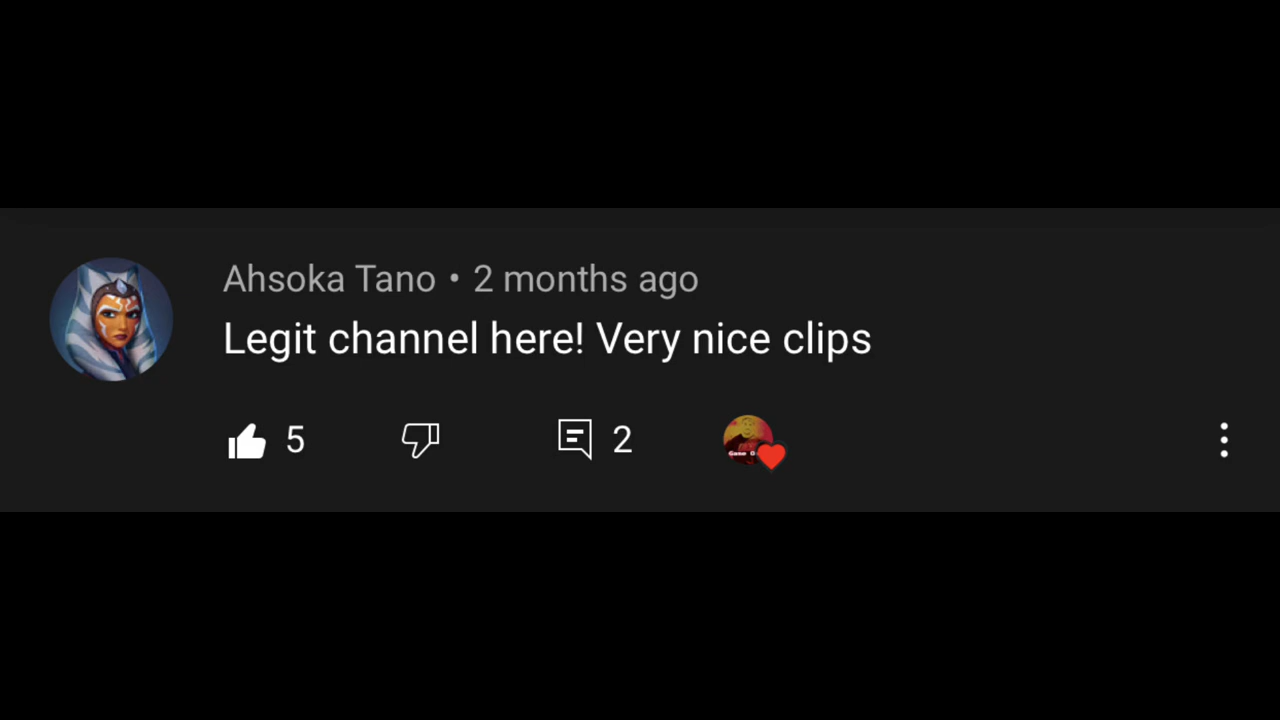 Ahsoka Tano • 2 months ago
Legit channel here! Very nice clips
5 2